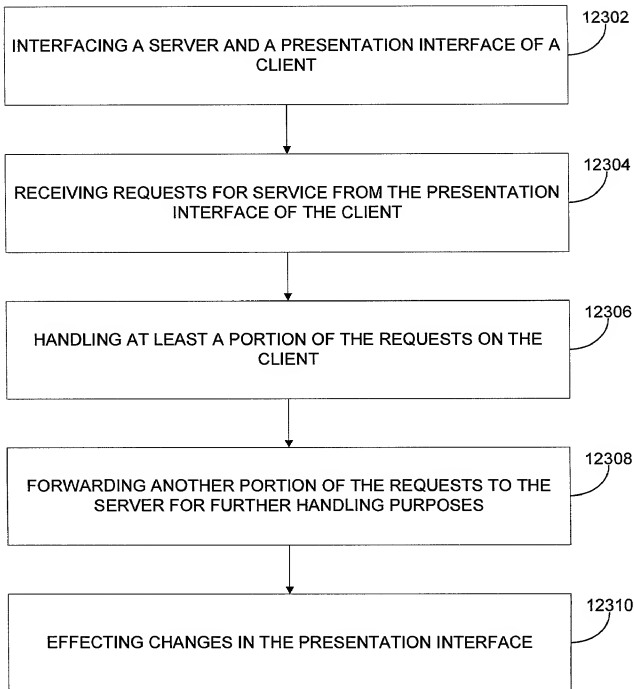 12302
INTERFACING A SERVER AND A PRESENTATION INTERFACE OF A
CLIENT
12304
RECEIVING REQUESTS FOR SERVICE FROM THE PRESENTATION
INTERFACE OF THE CLIENT
12306
HANDLING AT LEAST A PORTION OF THE REQUESTS ON THE
CLIENT
12308
FORWARDING ANOTHER PORTION OF THE REQUESTS TO THE
SERVER FOR FURTHER HANDLING PURPOSES
12310
EFFECTING CHANGES IN THE PRESENTATION INTERFACE